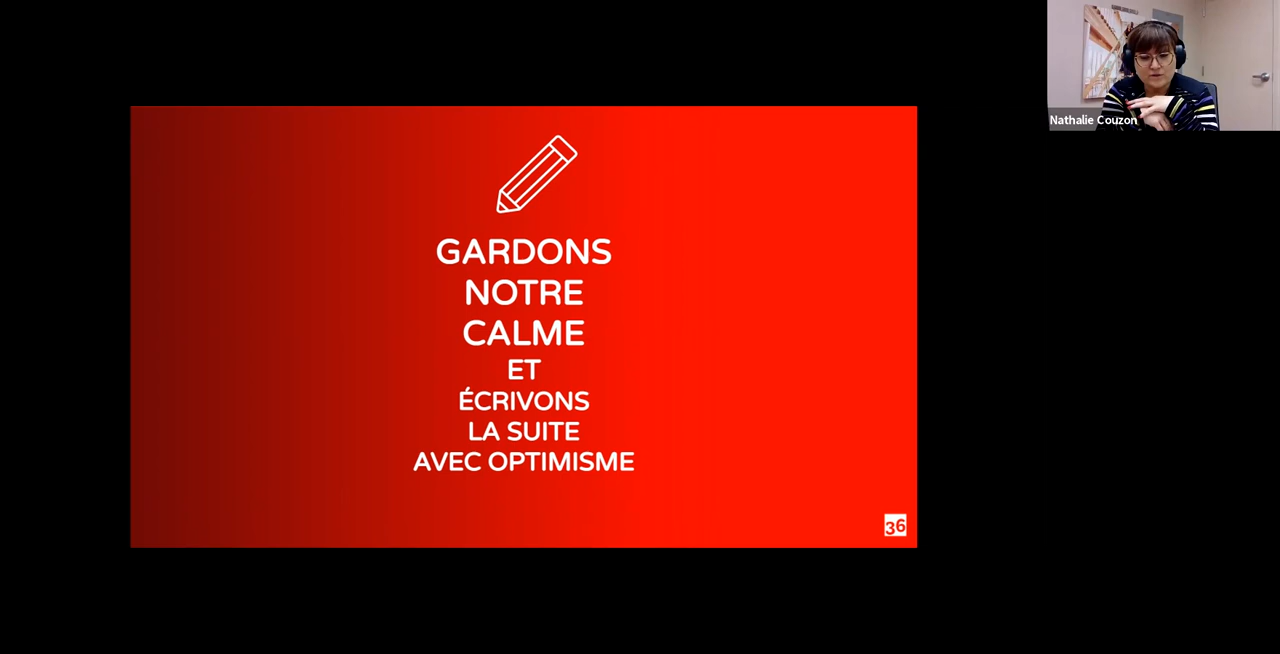 Nathalie Couzon
GARDONS
NOTRE
CALME
ET
ÉCRIVONS
LA SUITE
AVEC OPTIMISME
36